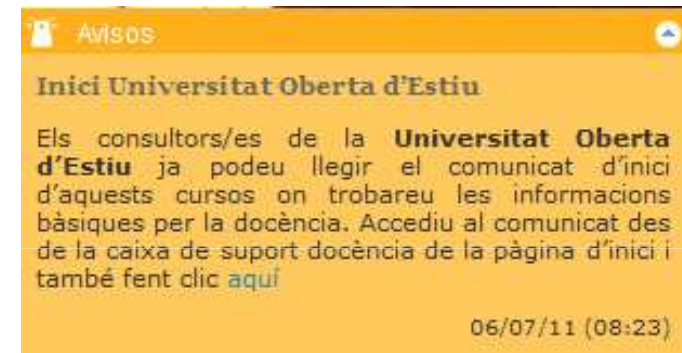 Avisos
Inici Universitat Oberta d'Estiu
Els consultors/es de la Universitat Oberta
d'Estiu ja podeu llegir el comunicat d'inici
d'aquests cursos on trobareu les informacions
bàsiques per la docència. Accediu al comunicat des
de la caixa de suport docència de la pàgina d'inici i
també fent clic aquí
06/07/11 (08:23)